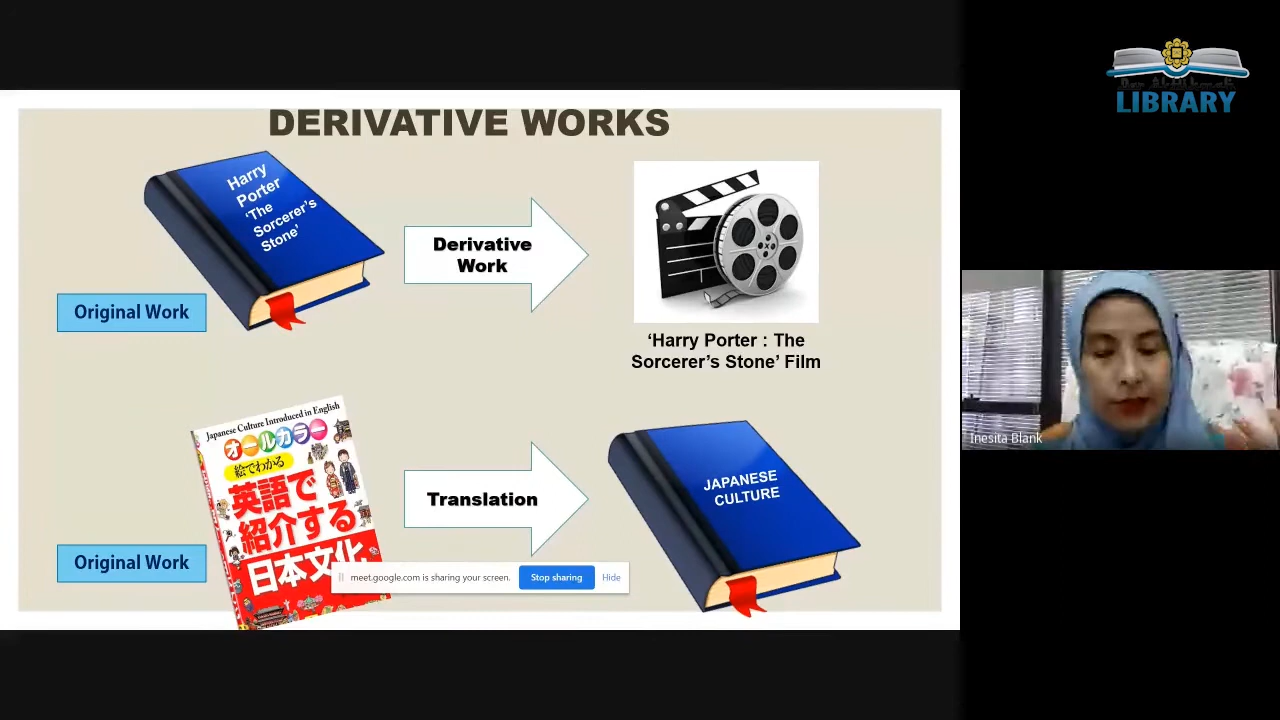 DERIVATIVE WORKS
Harry
Porter
‘The
Sorcerer’s
Stone’
Original Work
Derivative
Work
‘Harry Porter : The
Sorcerer’s Stone’ Film
Japanese Culture Introduced in English
オールカラー
絵でわかる
英語で
紹介する
日本文化
Original Work
Translation
JAPANESE
CULTURE
meet.google.com is sharing your screen.
Stop sharing
Hide
LIBRARY
Inesita Blank